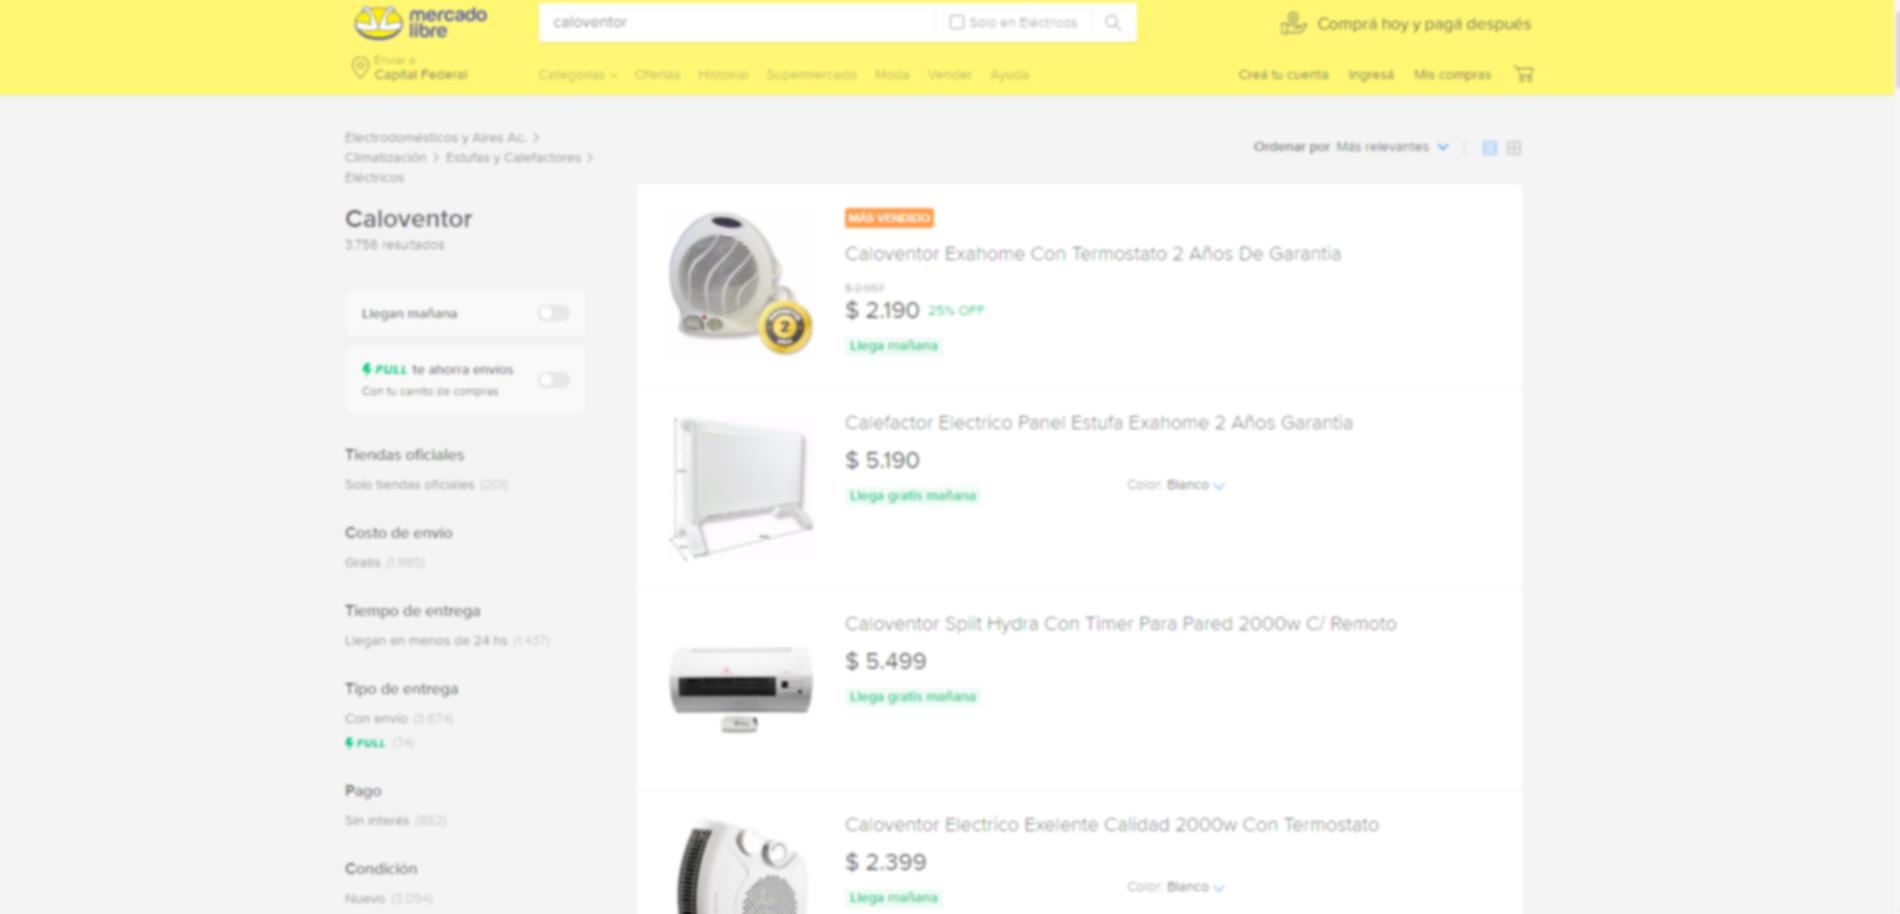 mercado
libre
caloventor
Solo en Eléctricos
Comprá hoy y pagá después
Enviar a
Capital Federal
Categorías Ofertas Historial Supermercado Moda Vender Ayuda
Creá tu cuenta Ingresá Mis compras
Electrodomésticos y Aires Ac. >
Climatización > Estufas y Calefactores >
Eléctricos
Ordenar por Más relevantes
Caloventor
3.756 resultados
Llegan mañana
FULL te ahorra envíos
Con tu carrito de compras
Tiendas oficiales
Solo tiendas oficiales (201)
Costo de envío
Gratis (1.985)
Tiempo de entrega
Llegan en menos de 24 hs (1.437)
Tipo de entrega
Con envío (3.674)
FULL (74)
Pago
Sin interés (882)
Condición
Nuevo (3.094)
MÁS VENDIDO
Caloventor Exahome Con Termostato 2 Años De Garantia
$ 2.190 25% OFF
Llega mañana
2
Calefactor Electrico Panel Estufa Exahome 2 Años Garantia
$ 5.190
Llega gratis mañana
Color: Blanco
Caloventor Split Hydra Con Timer Para Pared 2000w C/ Remoto
$ 5.499
Llega gratis mañana
Caloventor Electrico Exelente Calidad 2000w Con Termostato
$ 2.399
Llega mañana
Color: Blanco